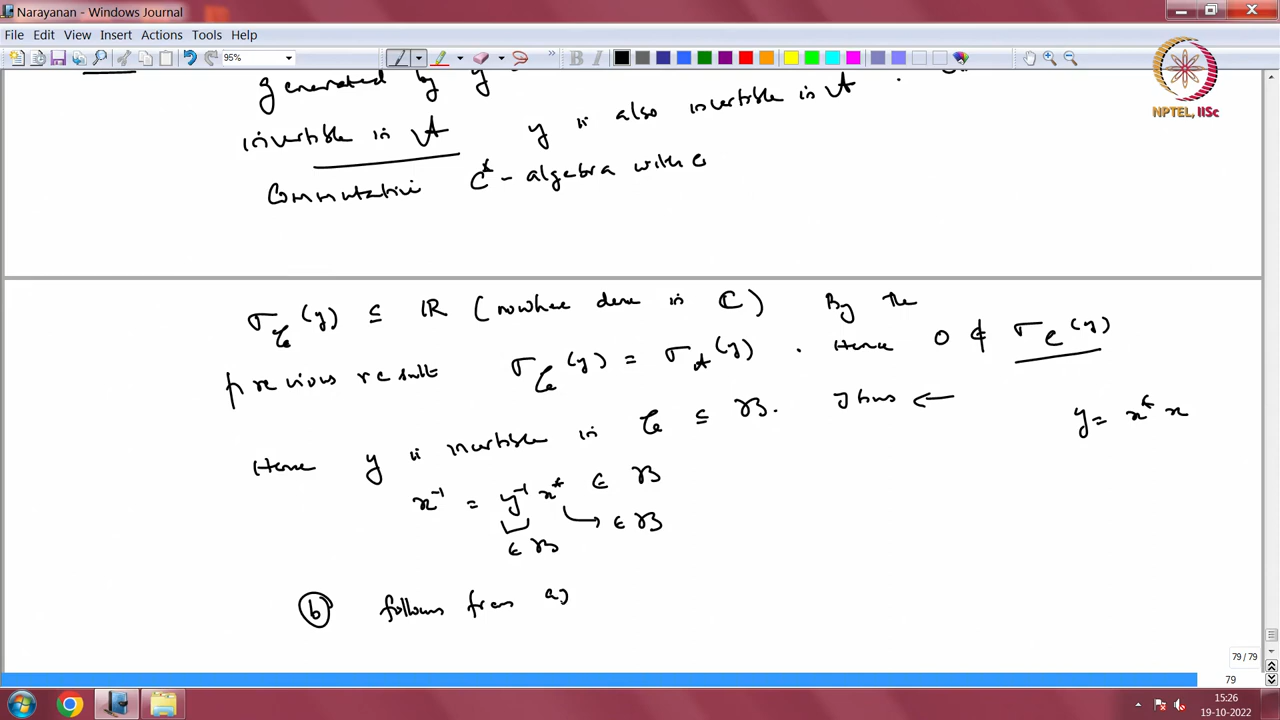 Narayanan - Windows Journal
File Edit View Insert Actions Tools Help
95%
B I
NPTEL, IISc
generated by y
invertible in A y is also invertible in A .
Commutative C* - algebra with e
σ_C (y) ⊆ ℝ (nowhere dense in ℂ) By the
previous result σ_C (y) = σ_A (y) . Hence 0 ∉ σ_C (y)
Hence y is invertible in C ⊆ B. Thus ←
y = x* x
x⁻¹ = y⁻¹ x* ∈ B
∈ B
∈ B
(b) follows from a)
79 / 79
79
15:26
19-10-2022